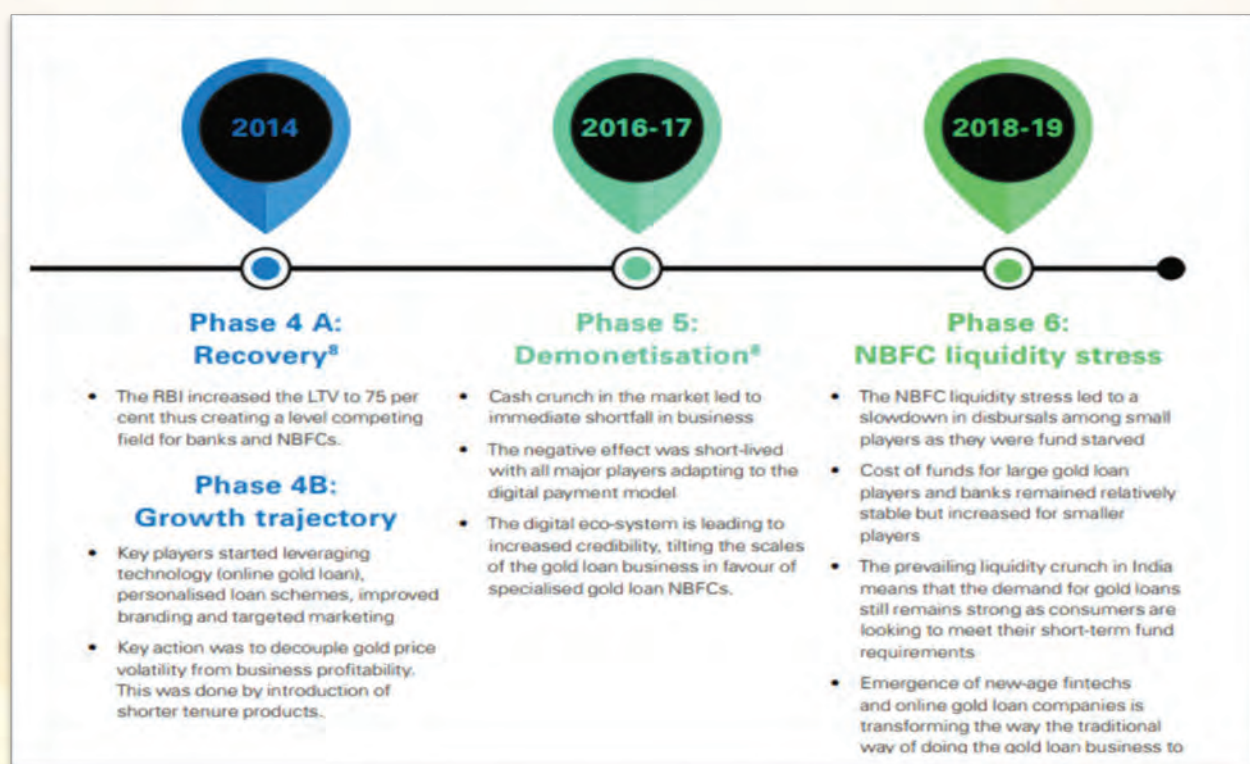 2014
2016-17
2018-19
Phase 4 A:
Recovery⁸
• The RBI increased the LTV to 75 per
cent thus creating a level competing
field for banks and NBFCs.
Phase 4B:
Growth trajectory
• Key players started leveraging
technology (online gold loan),
personalised loan schemes, improved
branding and targeted marketing
• Key action was to decouple gold price
volatility from business profitability.
This was done by introduction of
shorter tenure products.
Phase 5:
Demonetisation⁸
• Cash crunch in the market led to
immediate shortfall in business
• The negative effect was short-lived
with all major players adapting to the
digital payment model
• The digital eco-system is leading to
increased credibility, tilting the scales
of the gold loan business in favour of
specialised gold loan NBFCs.
Phase 6:
NBFC liquidity stress
• The NBFC liquidity stress led to a
slowdown in disbursals among small
players as they were fund starved
• Cost of funds for large gold loan
players and banks remained relatively
stable but increased for smaller
players
• The prevailing liquidity crunch in India
means that the demand for gold loans
still remains strong as consumers are
looking to meet their short-term fund
requirements
• Emergence of new-age fintechs
and online gold loan companies is
transforming the way the traditional
way of doing the gold loan business to